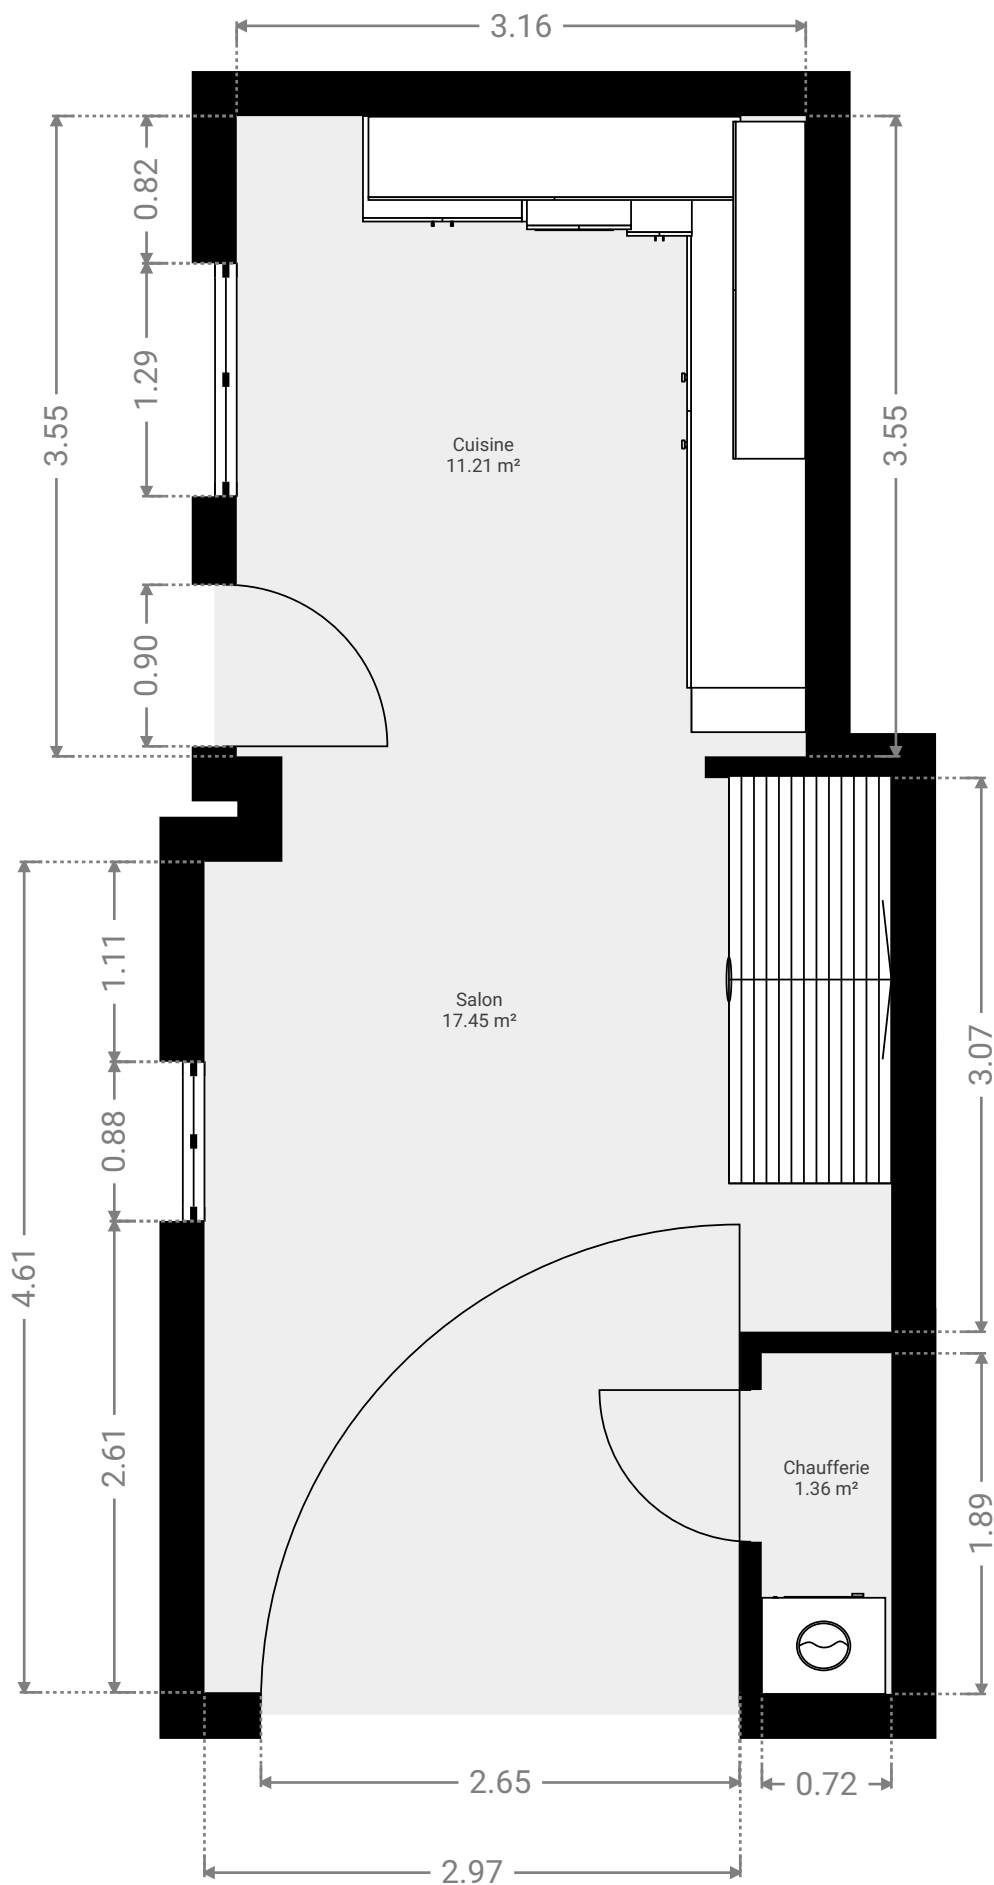 3.16
0.82
1.29
3.55
3.55
Cuisine
11.21 m²
0.90
1.11
Salon
17.45 m²
3.07
0.88
4.61
2.61
Chaufferie
1.36 m²
1.89
2.65
0.72
2.97